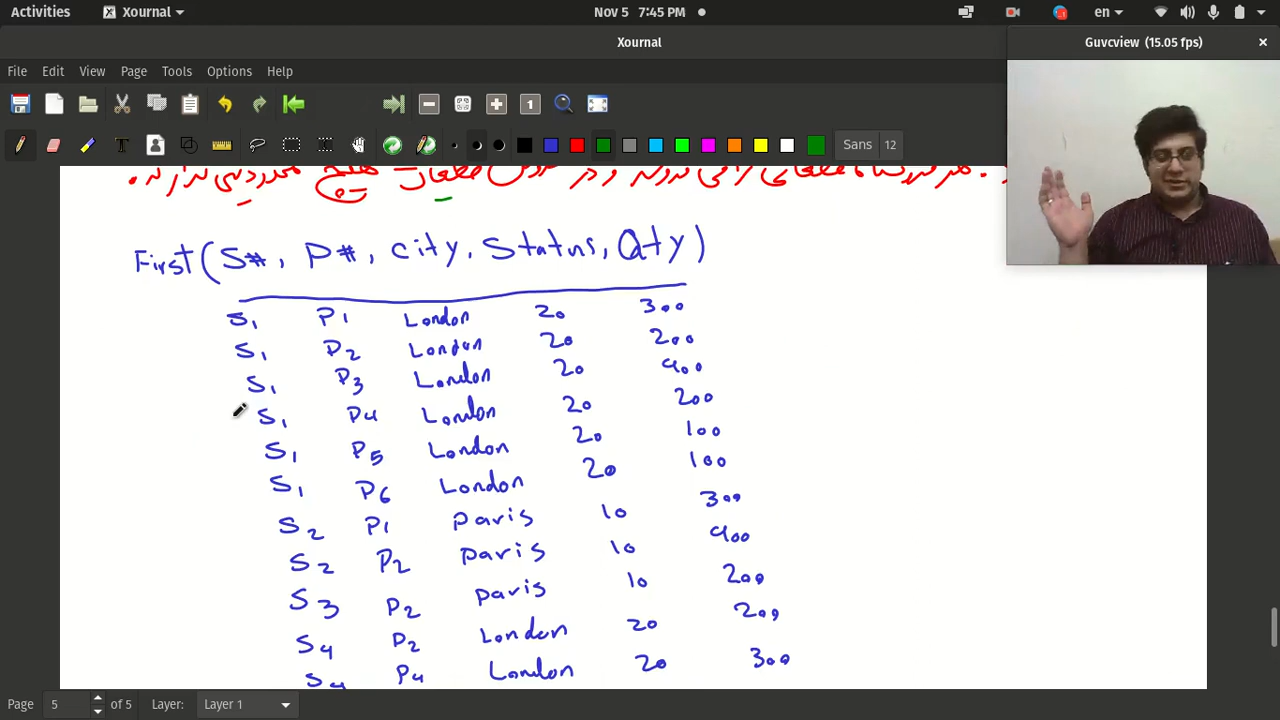 Activities Xournal Nov 5 7:45 PM en
Xournal
Guvcview (15.05 fps)
File Edit View Page Tools Options Help
Sans 12
First (S#, P#, city, Status, Qty)
S1 P1 London 20 300
S1 P2 London 20 200
S1 P3 London 20 400
S1 P4 London 20 200
S1 P5 London 20 100
S1 P6 London 20 100
S2 P1 Paris 10 300
S2 P2 Paris 10 400
S3 P2 Paris 10 200
S4 P2 London 20 200
S4 P4 London 20 300
Page 5 of 5 Layer: Layer 1